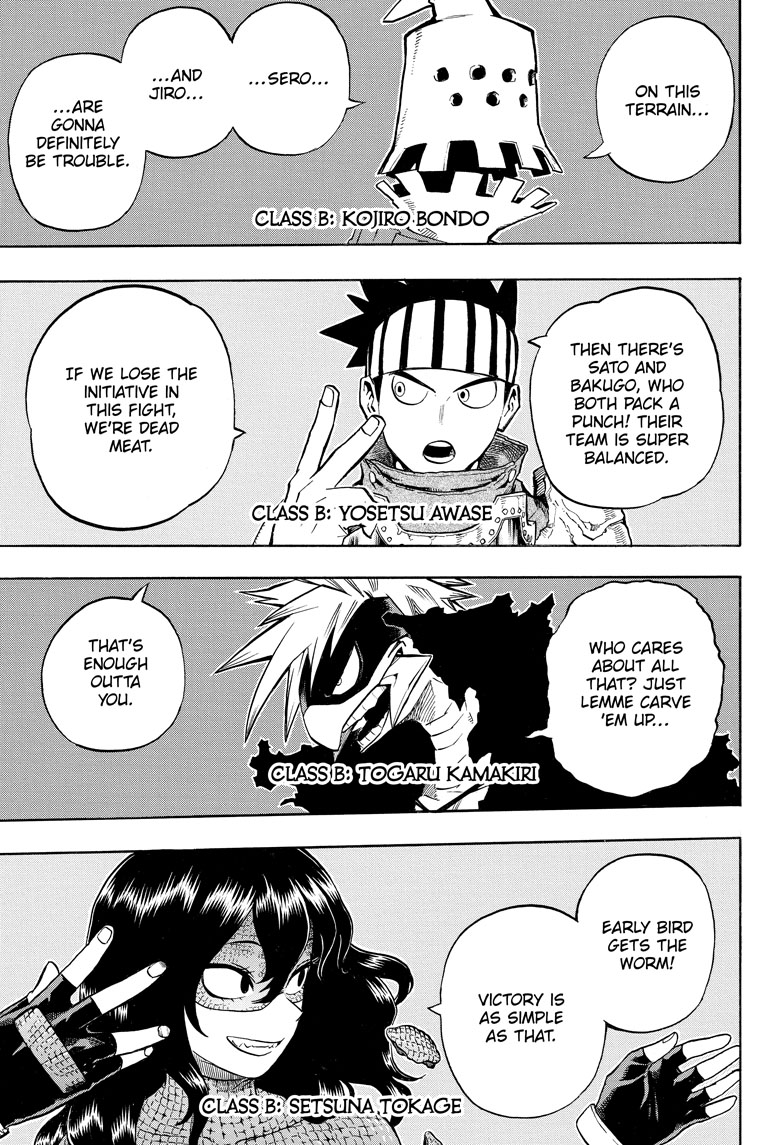 ON THIS
TERRAIN...
...SERO...
...AND
JIRO...
...ARE
GONNA
DEFINITELY
BE TROUBLE.
CLASS B: KOJIRO BONDO
THEN THERE'S
SATO AND
BAKUGO, WHO
BOTH PACK A
PUNCH! THEIR
TEAM IS SUPER
BALANCED.
IF WE LOSE THE
INITIATIVE IN
THIS FIGHT,
WE'RE DEAD
MEAT.
CLASS B: YOSETSU AWASE
WHO CARES
ABOUT ALL
THAT? JUST
LEMME CARVE
'EM UP...
THAT'S
ENOUGH
OUTTA
YOU.
CLASS B: TOGARU KAMAKIRI
EARLY BIRD
GETS THE
WORM!
VICTORY IS
AS SIMPLE
AS THAT.
CLASS B: SETSUNA TOKAGE